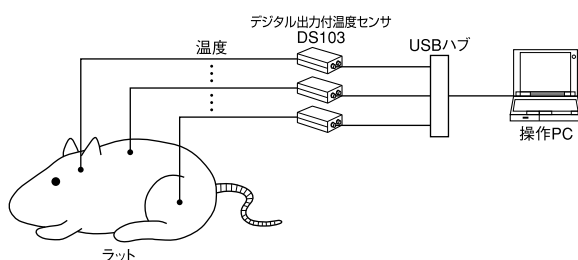 デジタル出力付温度センサ
DS103
温度
USBハブ
操作PC
ラット